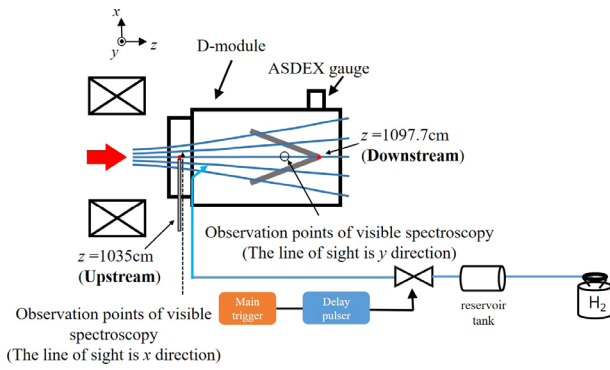 x
y
z
D-module
ASDEX gauge
z =1097.7cm
(Downstream)
Observation points of visible spectroscopy
(The line of sight is y direction)
z =1035cm
(Upstream)
Observation points of visible
spectroscopy
(The line of sight is x direction)
Main
trigger
Delay
pulser
reservoir
tank
H2